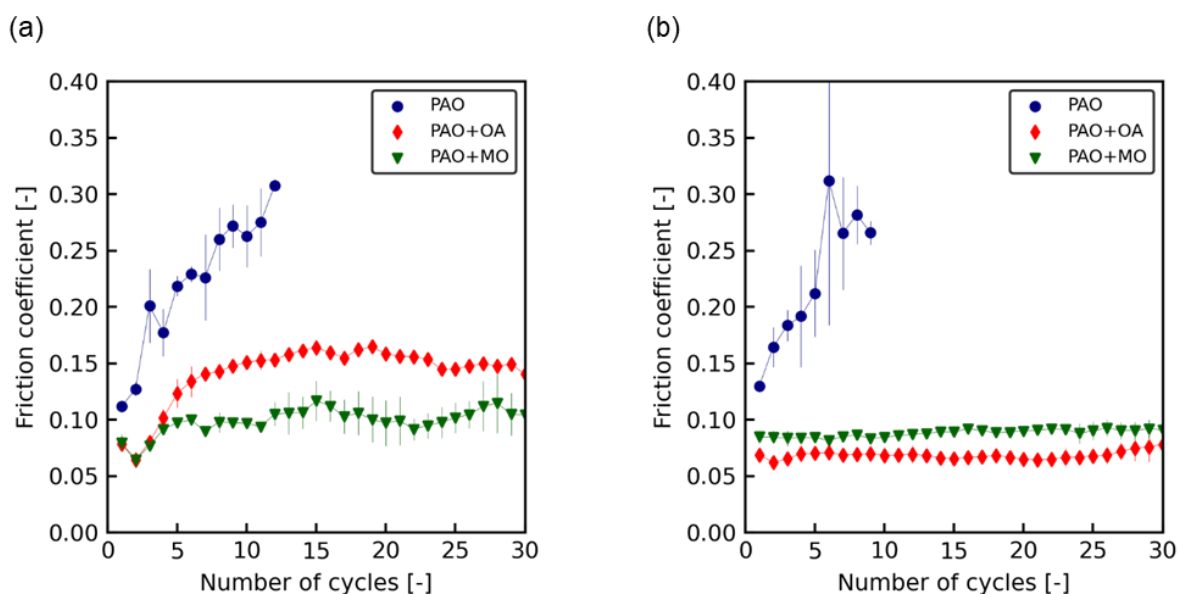 (a)
0.40
0.35
0.30
0.25
0.20
0.15
0.10
0.05
0.00
Friction coefficient [-]
0
5
10
15
20
25
30
Number of cycles [-]
PAO
PAO+OA
PAO+MO
(b)
0.40
0.35
0.30
0.25
0.20
0.15
0.10
0.05
0.00
Friction coefficient [-]
0
5
10
15
20
25
30
Number of cycles [-]
PAO
PAO+OA
PAO+MO